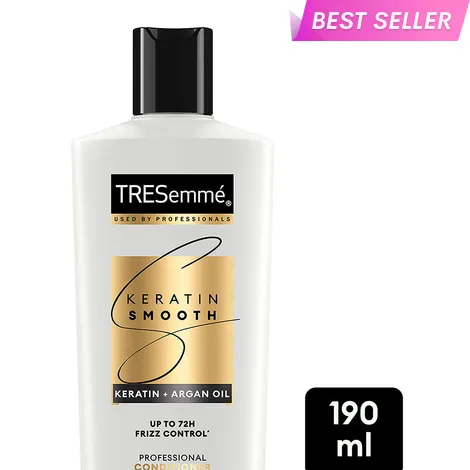 BEST SELLER
TRESemmé®
USED BY PROFESSIONALS
KERATIN
SMOOTH
KERATIN + ARGAN OIL
UP TO 72H
FRIZZ CONTROL*
PROFESSIONAL
CONDITIONER
190
ml